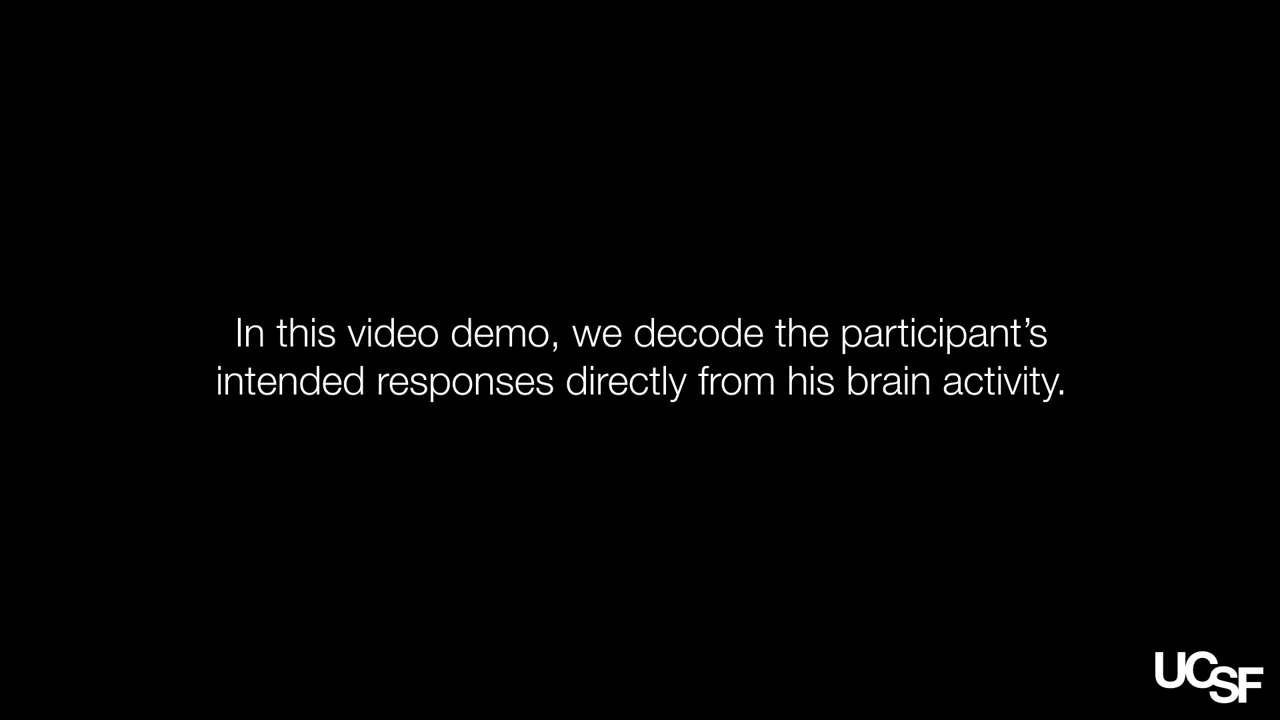 In this video demo, we decode the participant’s
intended responses directly from his brain activity.
UCSF